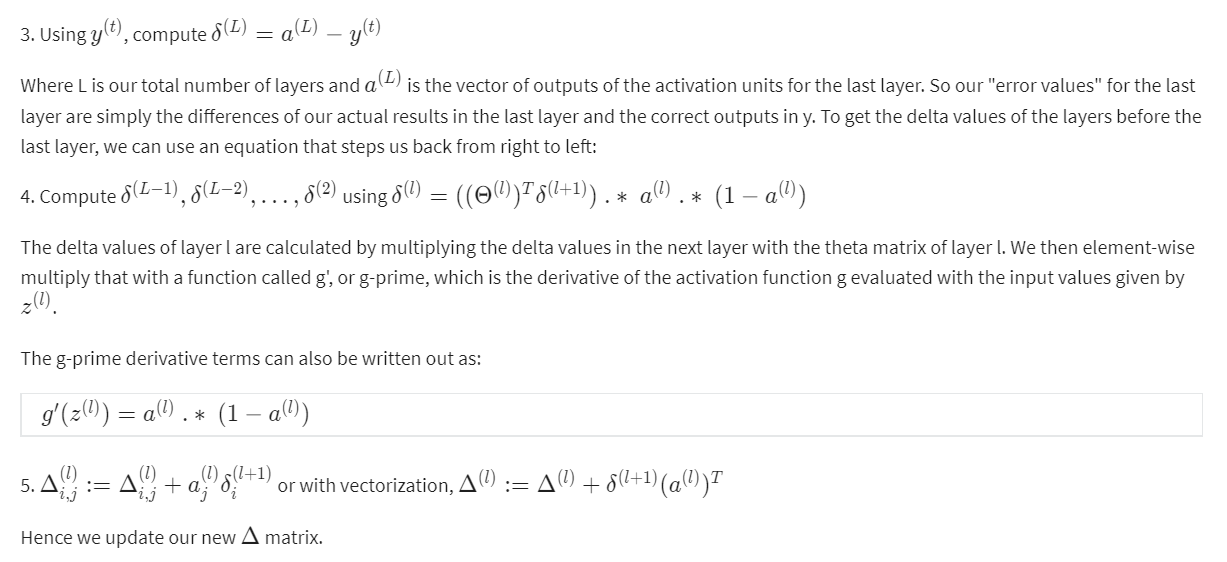 3. Using y^(t), compute δ^(L) = a^(L) − y^(t)
Where L is our total number of layers and a^(L) is the vector of outputs of the activation units for the last layer. So our "error values" for the last
layer are simply the differences of our actual results in the last layer and the correct outputs in y. To get the delta values of the layers before the
last layer, we can use an equation that steps us back from right to left:
4. Compute δ^(L−1), δ^(L−2), . . . , δ^(2) using δ^(l) = ((Θ^(l))^T δ^(l+1)) . * a^(l) . * (1 − a^(l))
The delta values of layer l are calculated by multiplying the delta values in the next layer with the theta matrix of layer l. We then element-wise
multiply that with a function called g', or g-prime, which is the derivative of the activation function g evaluated with the input values given by
z^(l).
The g-prime derivative terms can also be written out as:
g′(z^(l)) = a^(l) . * (1 − a^(l))
5. Δ_{i,j}^(l) := Δ_{i,j}^(l) + a_j^(l) δ_i^(l+1) or with vectorization, Δ^(l) := Δ^(l) + δ^(l+1)(a^(l))^T
Hence we update our new Δ matrix.